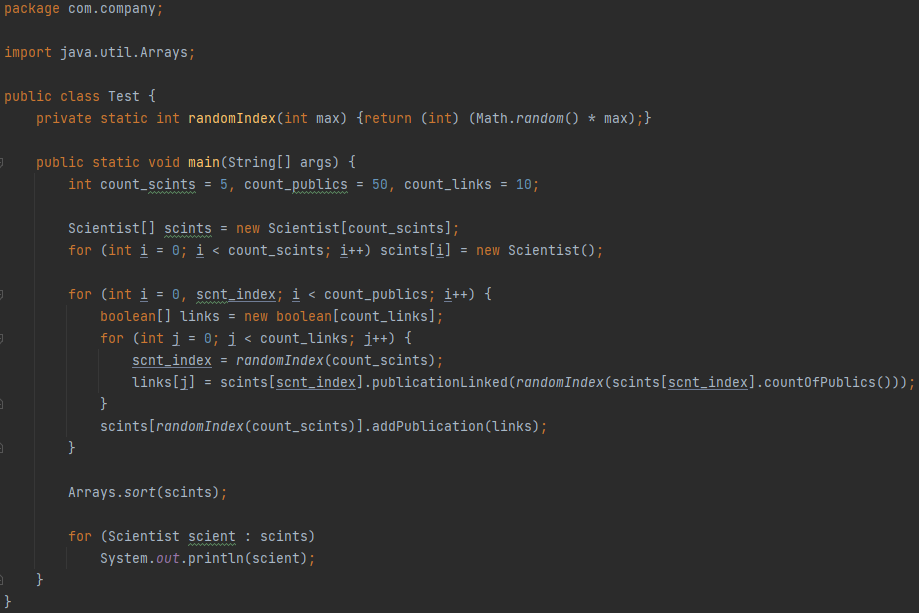 package com.company;
import java.util.Arrays;
public class Test {
private static int randomIndex(int max) {return (int) (Math.random() * max);}
public static void main(String[] args) {
int count_scints = 5, count_publics = 50, count_links = 10;
Scientist[] scints = new Scientist[count_scints];
for (int i = 0; i < count_scints; i++) scints[i] = new Scientist();
for (int i = 0, scnt_index; i < count_publics; i++) {
boolean[] links = new boolean[count_links];
for (int j = 0; j < count_links; j++) {
scnt_index = randomIndex(count_scints);
links[j] = scints[scnt_index].publicationLinked(randomIndex(scints[scnt_index].countOfPublics()));
}
scints[randomIndex(count_scints)].addPublication(links);
}
Arrays.sort(scints);
for (Scientist scient : scints)
System.out.println(scient);
}
}